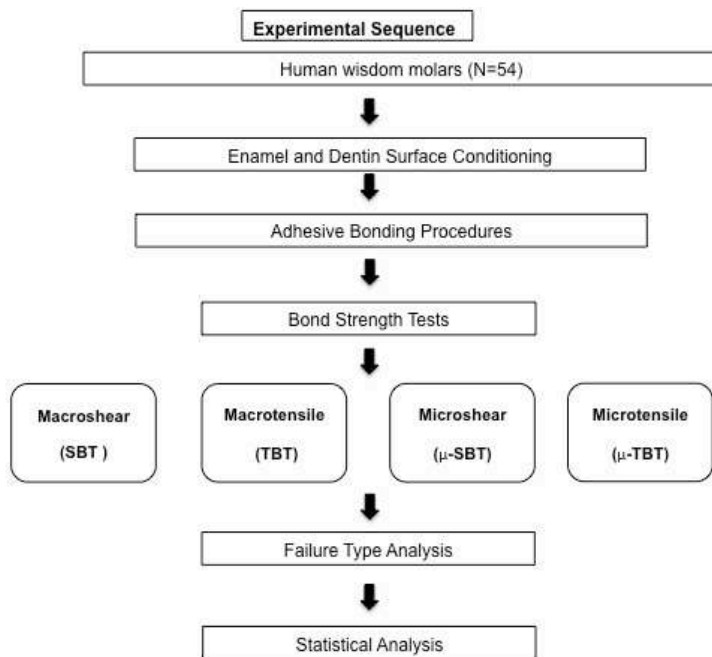 Experimental Sequence
Human wisdom molars (N=54)
Enamel and Dentin Surface Conditioning
Adhesive Bonding Procedures
Bond Strength Tests
Macroshear
(SBT )
Macrotensile
(TBT)
Microshear
(μ-SBT)
Microtensile
(μ-TBT)
Failure Type Analysis
Statistical Analysis